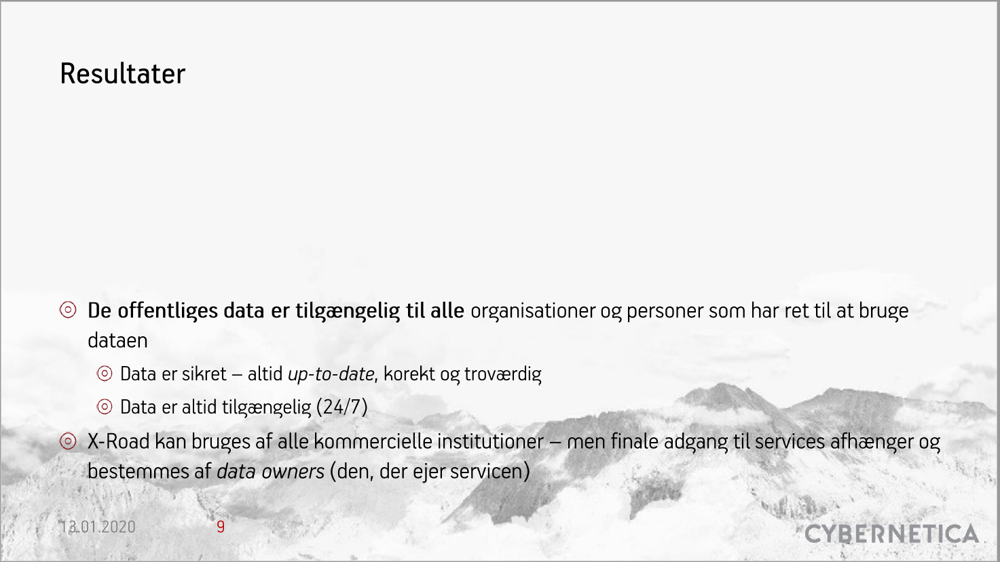 Resultater
De offentliges data er tilgængelig til alle organisationer og personer som har ret til at bruge
dataen
Data er sikret – altid up-to-date, korekt og troværdig
Data er altid tilgængelig (24/7)
X-Road kan bruges af alle kommercielle institutioner – men finale adgang til services afhænger og
bestemmes af data owners (den, der ejer servicen)
13.01.2020 9
CYBERNETICA